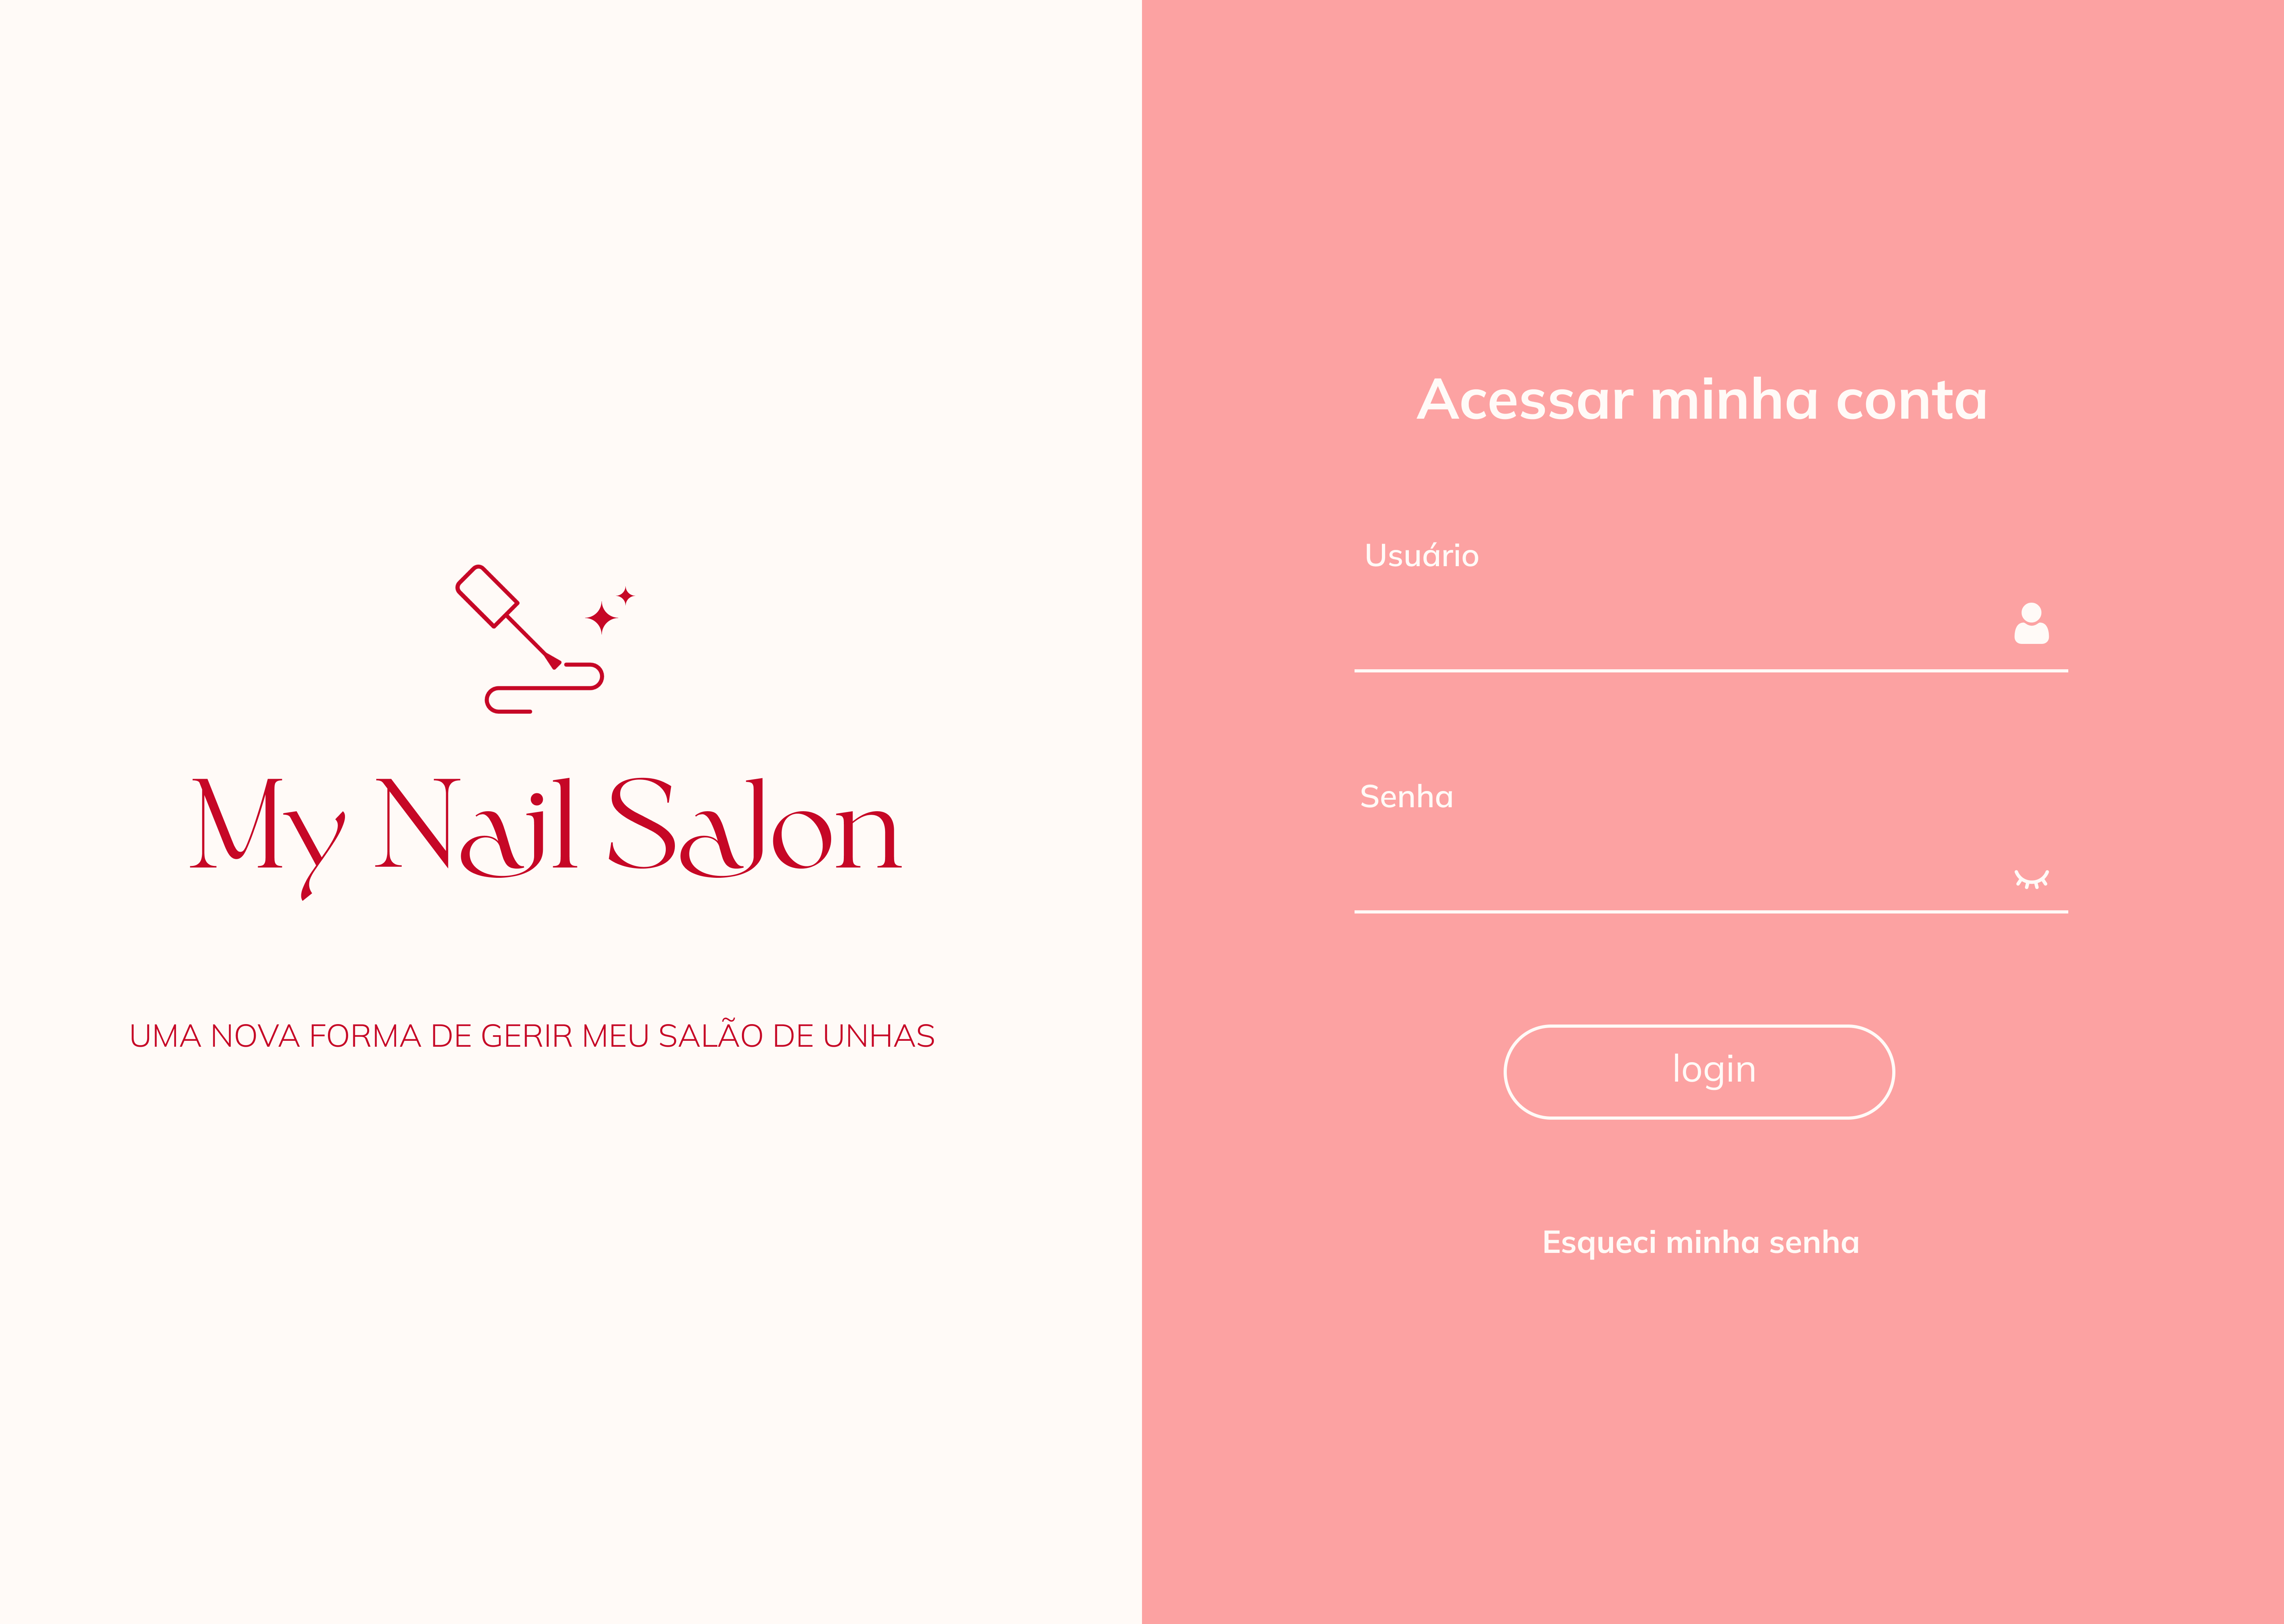 My Nail Salon
UMA NOVA FORMA DE GERIR MEU SALÃO DE UNHAS
Acessar minha conta
Usuário
Senha
login
Esqueci minha senha